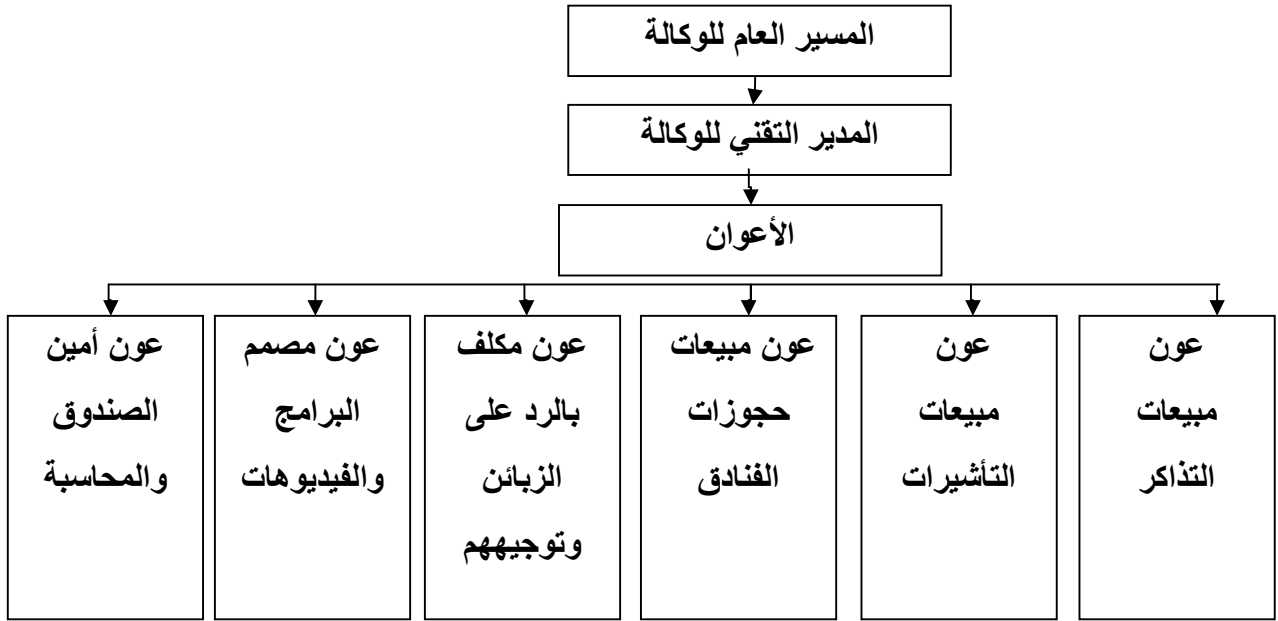 المسير العام للوكالة
المدير التقني للوكالة
الأعوان
عون
مبيعات
التذاكر
عون
مبيعات
التأشيرات
عون مبيعات
حجوزات
الفنادق
عون مكلف
بالرد على
الزبائن
وتوجيههم
عون مصمم
البرامج
والفيديوهات
عون أمين
الصندوق
والمحاسبة